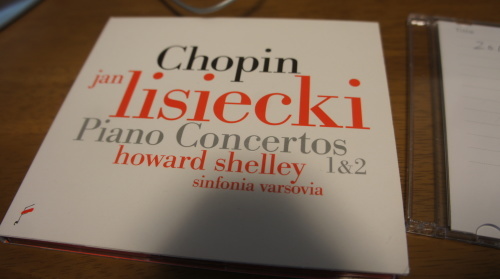 Chopin
jan lisiecki
Piano Concertos
howard shelley 1&2
sinfonia varsovia